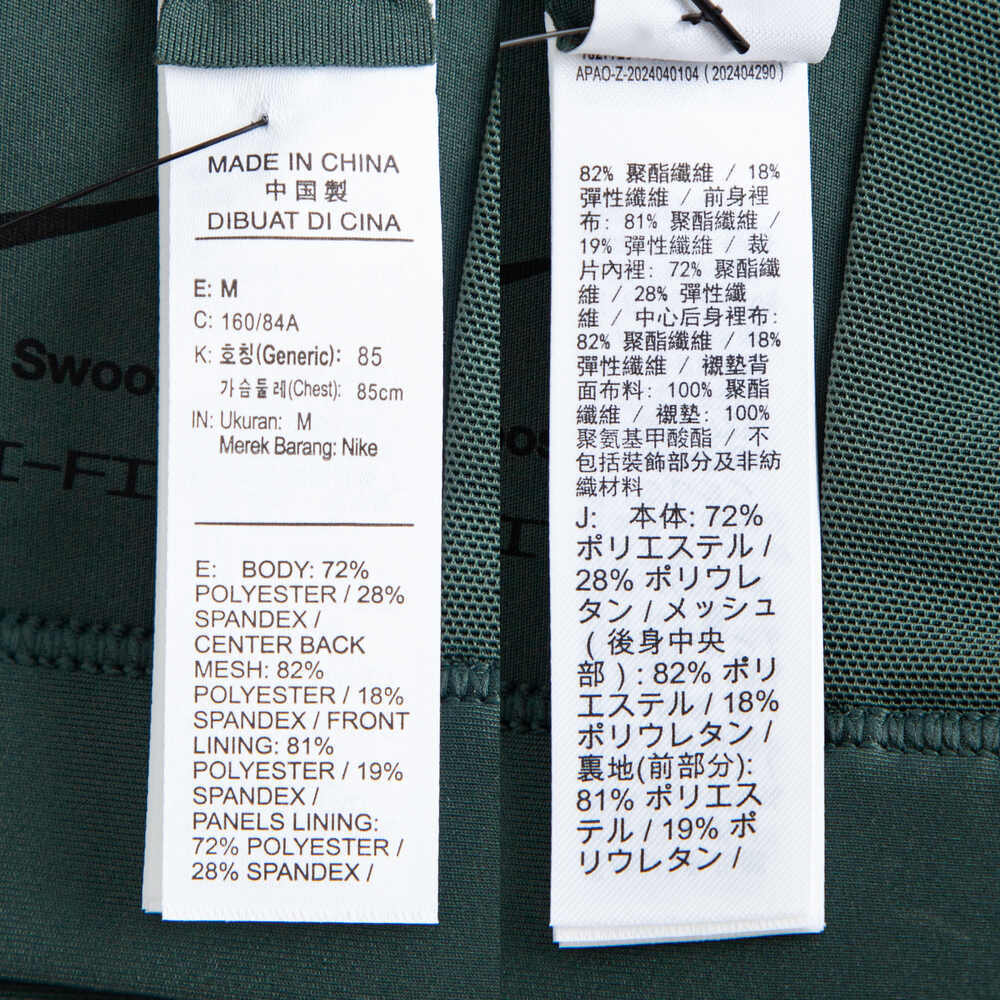 MADE IN CHINA
中国製
DIBUAT DI CINA
E: M
C: 160/84A
K: 호칭(Generic): 85
가슴둘레(Chest): 85cm
IN: Ukuran: M
Merek Barang: Nike
E: BODY: 72%
POLYESTER / 28%
SPANDEX /
CENTER BACK
MESH: 82%
POLYESTER / 18%
SPANDEX / FRONT
LINING: 81%
POLYESTER / 19%
SPANDEX /
PANELS LINING:
72% POLYESTER /
28% SPANDEX /
Swoos
I-FI
APAO-Z-2024040104 ( 202404290 )
82% 聚酯纖維 / 18%
彈性纖維 / 前身裡
布: 81% 聚酯纖維 /
19% 彈性纖維 / 裁
片內裡: 72% 聚酯纖
維 / 28% 彈性纖
維 / 中心后身裡布:
82% 聚酯纖維 / 18%
彈性纖維 / 襯墊背
面布料: 100% 聚酯
纖維 / 襯墊: 100%
聚氨基甲酸酯 / 不
包括裝飾部分及非紡
織材料
J: 本体: 72%
ポリエステル /
28% ポリウレ
タン / メッシュ
( 後身中央
部 ) : 82% ポリ
エステル / 18%
ポリウレタン /
裏地(前部分):
81% ポリエス
テル / 19% ポ
リウレタン /